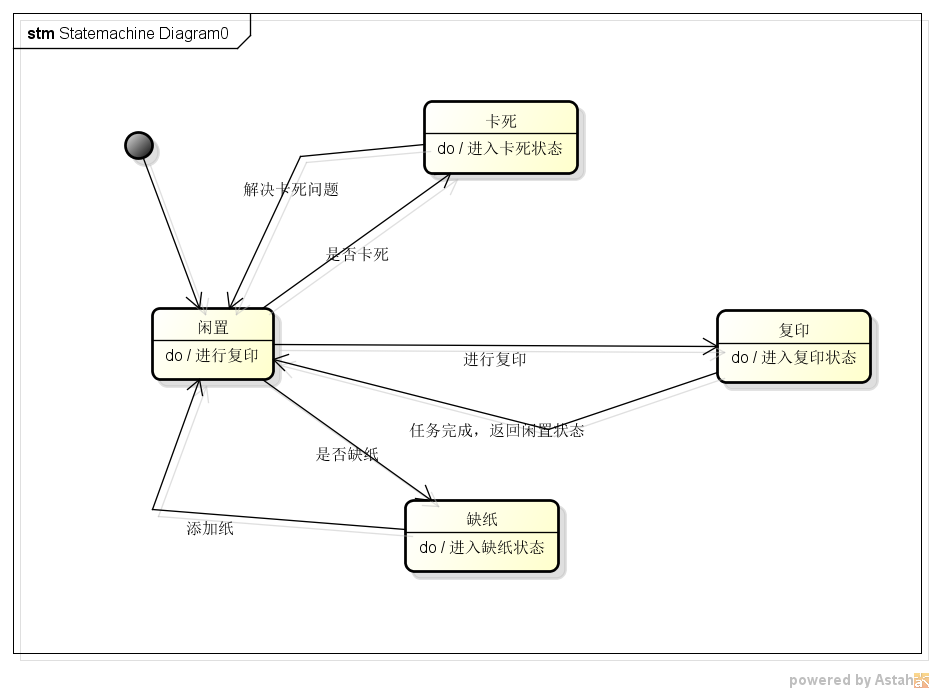 stm Statemachine Diagram0
卡死
do / 进入卡死状态
解决卡死问题
是否卡死
闲置
do / 进行复印
复印
do / 进入复印状态
进行复印
任务完成，返回闲置状态
是否缺纸
缺纸
do / 进入缺纸状态
添加纸
powered by Astah